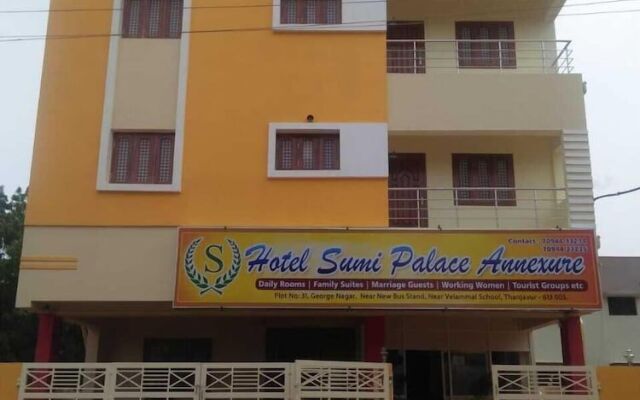 S
Hotel Sumi Palace Annexure
Contact:
Daily Rooms | Family Suites | Marriage Guests | Working Women | Tourist Groups etc
Plot No: 31, George Nagar, Near New Bus Stand, Near Velammal School, Thanjavur - 613 005.